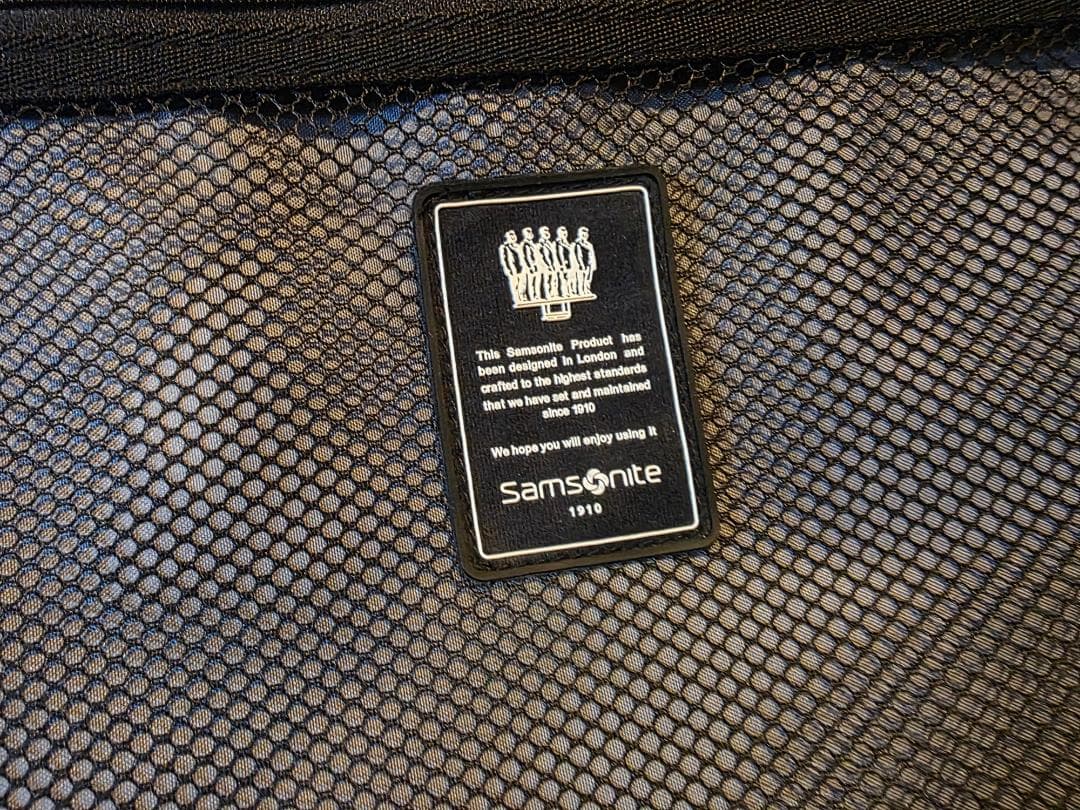 This Samsonite Product has
been designed in London and
crafted to the highest standards
that we have set and maintained
since 1910
We hope you will enjoy using it
Samsonite
1910